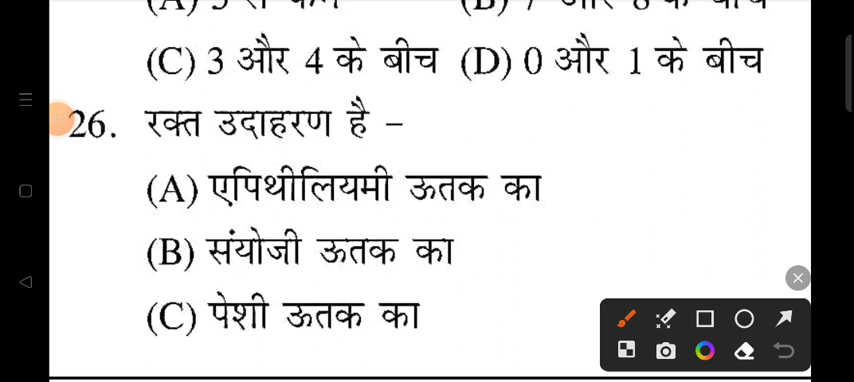 (C) 3 और 4 के बीच (D) 0 और 1 के बीच
26. रक्त उदाहरण है –
(A) एपिथीलियमी ऊतक का
(B) संयोजी ऊतक का
(C) पेशी ऊतक का